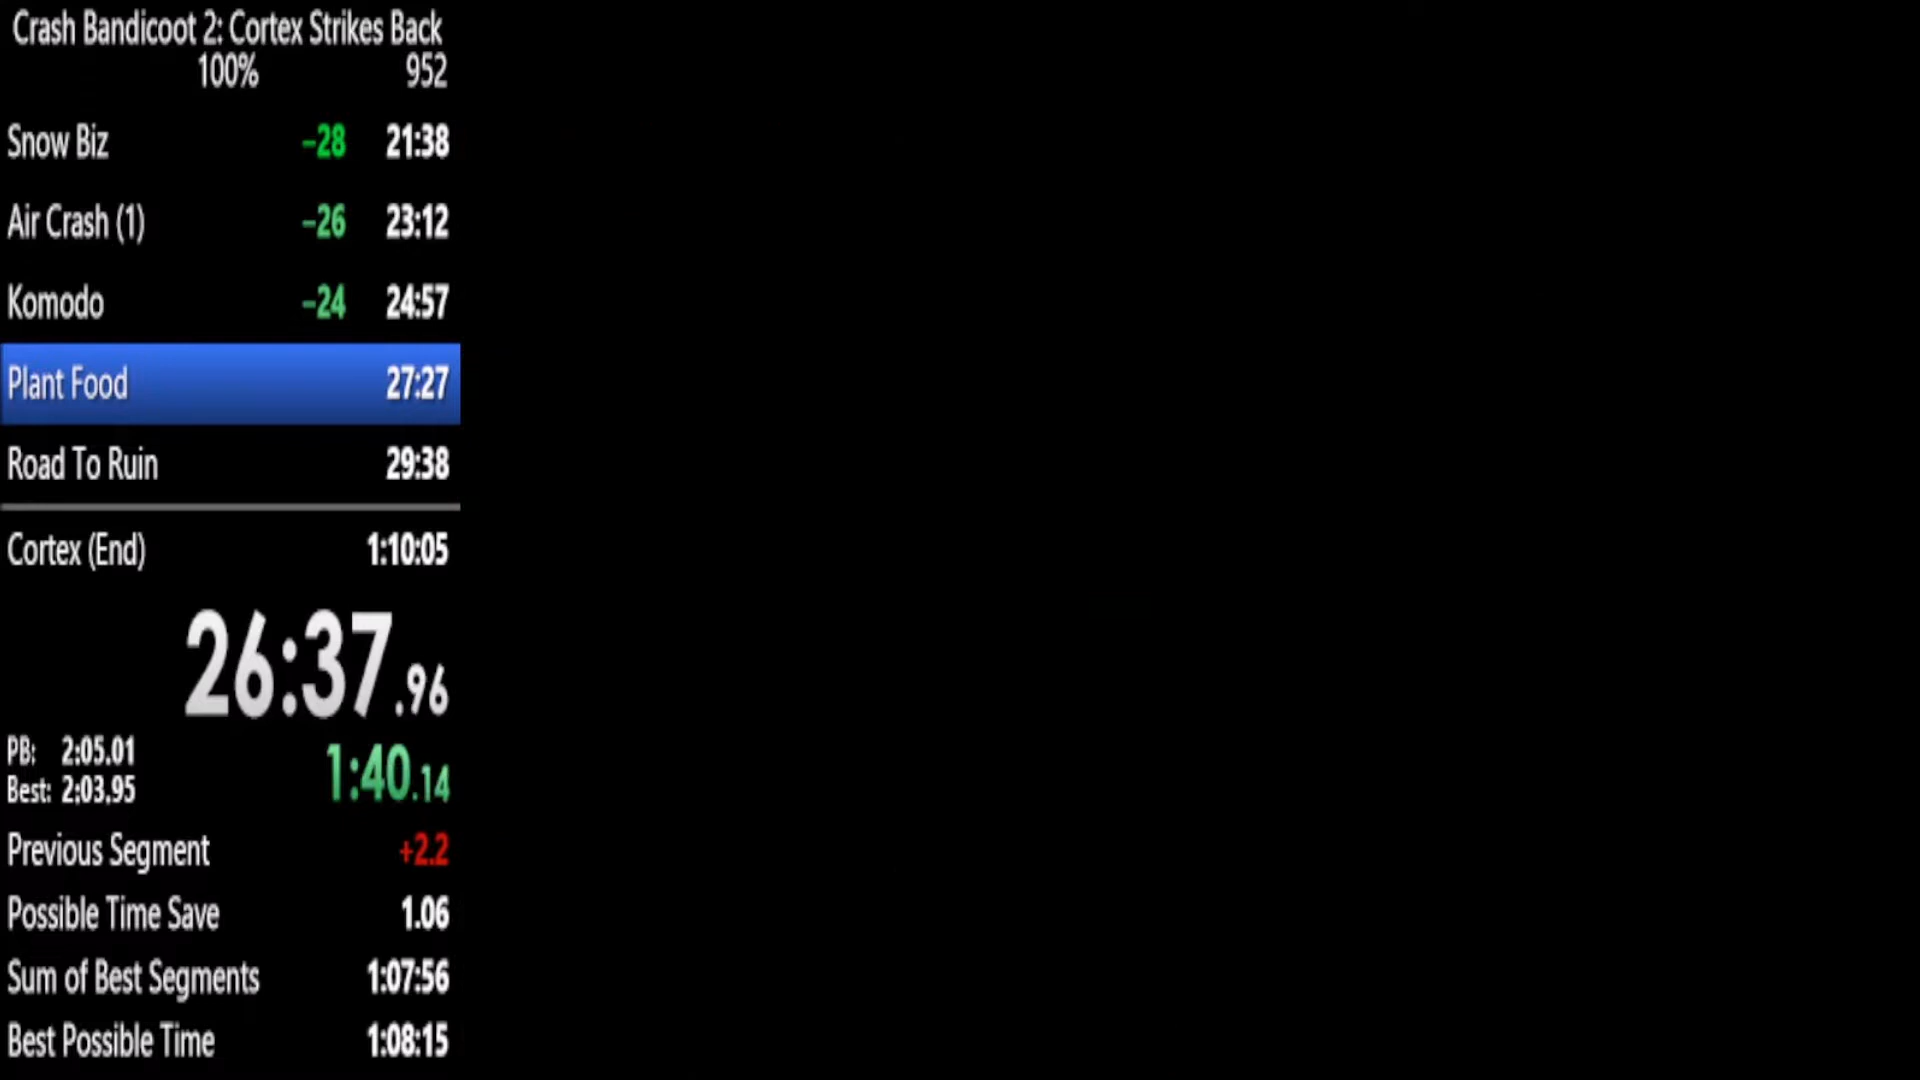 Crash Bandicoot 2: Cortex Strikes Back
100% 952
Snow Biz −28 21:38
Air Crash (1) −26 23:12
Komodo −24 24:57
Plant Food 27:27
Road To Ruin 29:38
Cortex (End) 1:10:05
26:37.96
PB: 2:05.01
Best: 2:03.95
1:40.14
Previous Segment +2.2
Possible Time Save 1.06
Sum of Best Segments 1:07:56
Best Possible Time 1:08:15